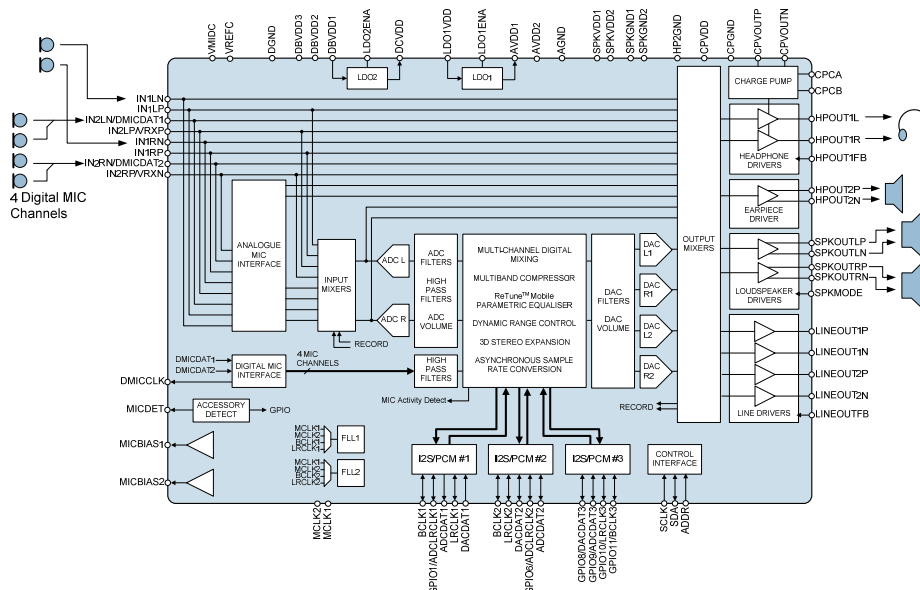 VMIDC
VREFC
DGND
DBVDD3
DBVDD2
DBVDD1
LDO2ENA
DCVDD
LDO1VDD
LDO1ENA
AVDD1
AVDD2
AGND
SPKVDD1
SPKVDD2
SPKGND1
SPKGND2
HP2GND
CPVDD
CPGND
CPVOUTP
CPVOUTN
LDO2
LDO1
CHARGE PUMP
CPCA
CPCB
IN1LN
IN1LP
IN2LN/DMICDAT1
IN2LP/VRXP
IN1RN
IN1RP
IN2RN/DMICDAT2
IN2RP/VRXN
4 Digital MIC
Channels
HPOUT1L
HPOUT1R
HPOUT1FB
HEADPHONE
DRIVERS
HPOUT2P
HPOUT2N
EARPIECE
DRIVER
SPKOUTLP
SPKOUTLN
SPKOUTRP
SPKOUTRN
SPKMODE
LOUDSPEAKER
DRIVERS
LINEOUT1P
LINEOUT1N
LINEOUT2P
LINEOUT2N
LINEOUTFB
LINE DRIVERS
OUTPUT
MIXERS
ANALOGUE
MIC
INTERFACE
INPUT
MIXERS
ADC L
ADC R
RECORD
ADC
FILTERS
HIGH
PASS
FILTERS
ADC
VOLUME
MULTI-CHANNEL DIGITAL
MIXING
MULTIBAND COMPRESSOR
ReTune™ Mobile
PARAMETRIC EQUALISER
DYNAMIC RANGE CONTROL
3D STEREO EXPANSION
ASYNCHRONOUS SAMPLE
RATE CONVERSION
DAC
FILTERS
DAC
VOLUME
DAC
L1
DAC
R1
DAC
L2
DAC
R2
RECORD
DMICDAT1
DMICDAT2
DIGITAL MIC
INTERFACE
4 MIC
CHANNELS
HIGH
PASS
FILTERS
MIC Activity Detect
DMICCLK
MICDET
ACCESSORY
DETECT
GPIO
MICBIAS1
MICBIAS2
MCLK1
MCLK2
BCLK1
LRCLK1
FLL1
MCLK1
MCLK2
BCLK2
LRCLK2
FLL2
I2S/PCM #1
I2S/PCM #2
I2S/PCM #3
CONTROL
INTERFACE
MCLK2
MCLK1
BCLK1
GPIO1/ADCLRCLK1
ADCDAT1
LRCLK1
DACDAT1
BCLK2
LRCLK2
DACDAT2
GPIO6/ADCLRCLK2
ADCDAT2
GPIO8/DACDAT3
GPIO9/ADCDAT3
GPIO10/LRCLK3
GPIO11/BCLK3
SCLK
SDA
ADDR